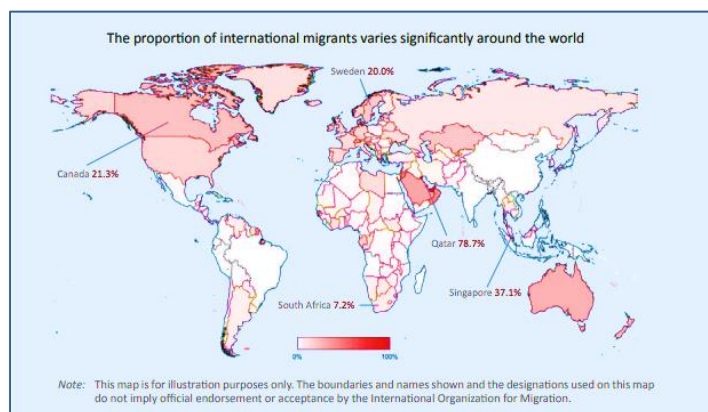 The proportion of international migrants varies significantly around the world
Sweden 20.0%
Canada 21.3%
Qatar 78.7%
Singapore 37.1%
South Africa 7.2%
0% 100%
Note: This map is for illustration purposes only. The boundaries and names shown and the designations used on this map
do not imply official endorsement or acceptance by the International Organization for Migration.